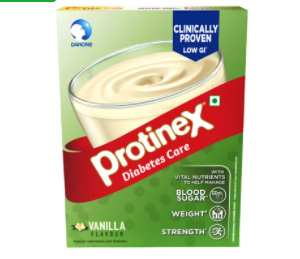 DANONE
CLINICALLY
PROVEN
LOW GI*
Protinex
Diabetes Care
WITH
VITAL NUTRIENTS
TO HELP MANAGE
BLOOD
SUGAR*
WEIGHT*
STRENGTH*
VANILLA
FLAVOUR